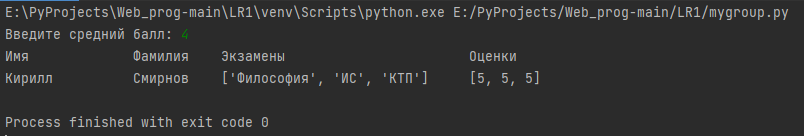 E:\PyProjects\Web_prog-main\LR1\venv\Scripts\python.exe E:/PyProjects/Web_prog-main/LR1/mygroup.py
Введите средний балл: 4
Имя Фамилия Экзамены Оценки
Кирилл Смирнов ['Философия', 'ИС', 'КТП'] [5, 5, 5]
Process finished with exit code 0